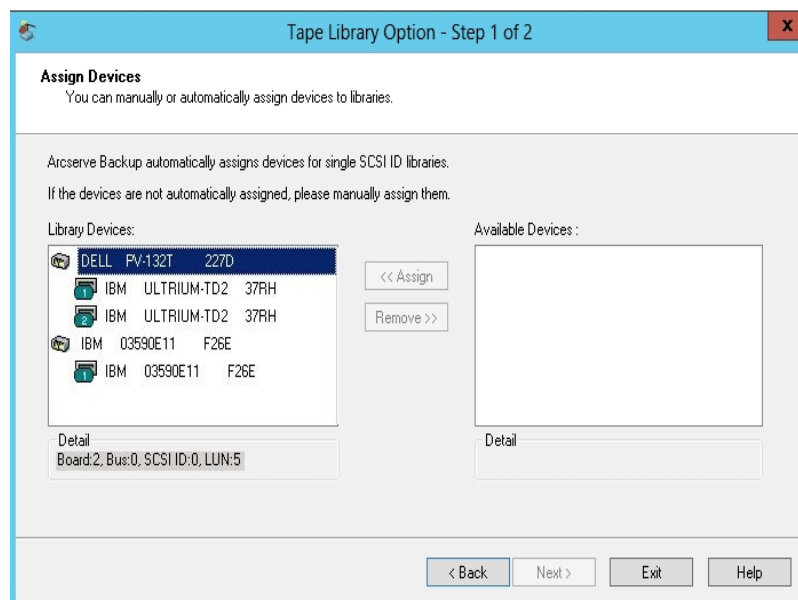 Tape Library Option - Step 1 of 2
x
Assign Devices
You can manually or automatically assign devices to libraries.
Arcserve Backup automatically assigns devices for single SCSI ID libraries.
If the devices are not automatically assigned, please manually assign them.
Library Devices:
Available Devices :
DELL PV-132T 227D
1 IBM ULTRIUM-TD2 37RH
2 IBM ULTRIUM-TD2 37RH
IBM 03590E11 F26E
1 IBM 03590E11 F26E
<< Assign
Remove >>
Detail
Board:2, Bus:0, SCSI ID:0, LUN:5
Detail
< Back
Next >
Exit
Help